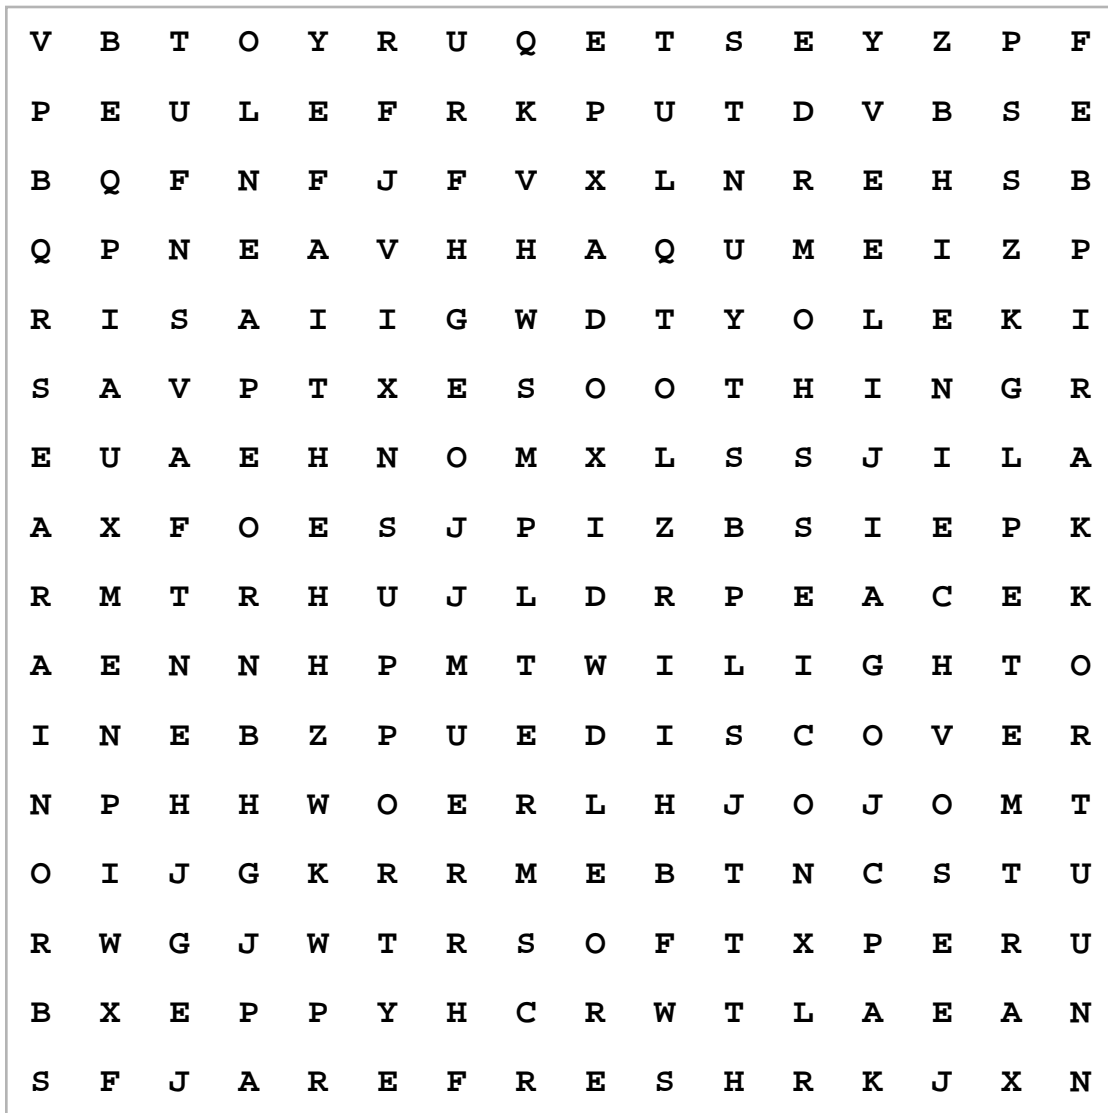 V B T O Y R U Q E T S E Y Z P F
P E U L E F R K P U T D V B S E
B Q F N F J F V X L N R E H S B
Q P N E A V H H A Q U M E I Z P
R I S A I I G W D T Y O L E K I
S A V P T X E S O O T H I N G R
E U A E H N O M X L S S J I L A
A X F O E S J P I Z B S I E P K
R M T R H U J L D R P E A C E K
A E N N H P M T W I L I G H T O
I N E B Z P U E D I S C O V E R
N P H H W O E R L H J O J O M T
O I J G K R R M E B T N C S T U
R W G J W T R S O F T X P E R U
B X E P P Y H C R W T L A E A N
S F J A R E F R E S H R K J X N